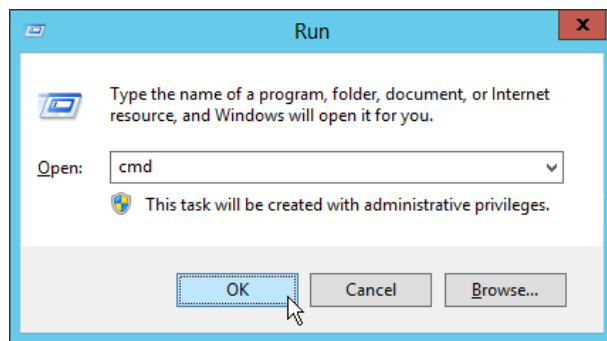 Run
x
Type the name of a program, folder, document, or Internet
resource, and Windows will open it for you.
Open: cmd
This task will be created with administrative privileges.
OK Cancel Browse...